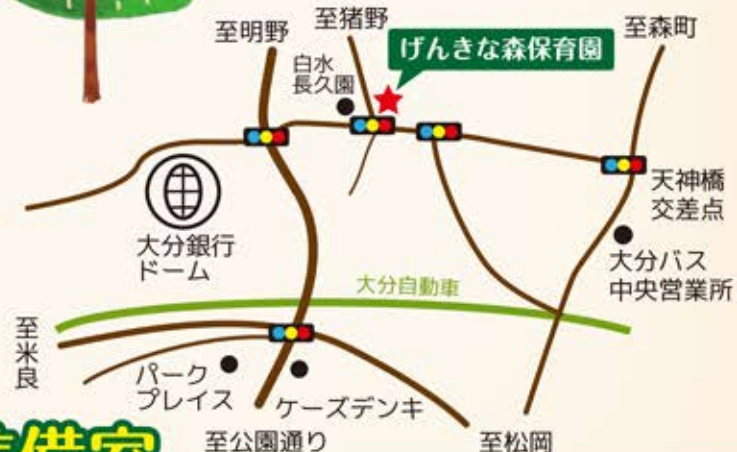 至明野
至猪野
至森町
げんきな森保育園
白水
長久園
天神橋
交差点
大分銀行
ドーム
大分バス
中央営業所
大分自動車
至米良
パーク
プレイス
ケーズデンキ
至公園通り
至松岡
備室